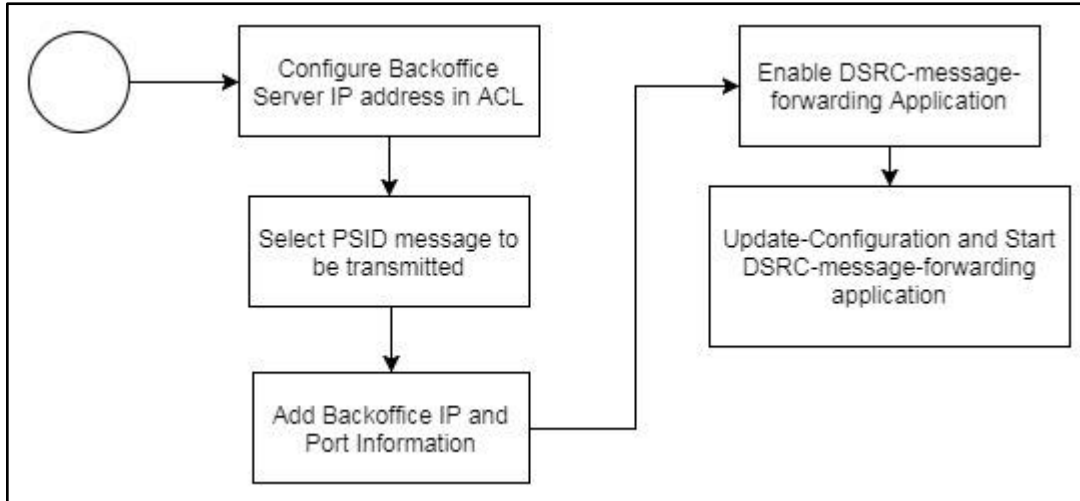 Configure Backoffice
Server IP address in ACL
Select PSID message to
be transmitted
Add Backoffice IP and
Port Information
Enable DSRC-message-
forwarding Application
Update-Configuration and Start
DSRC-message-forwarding
application